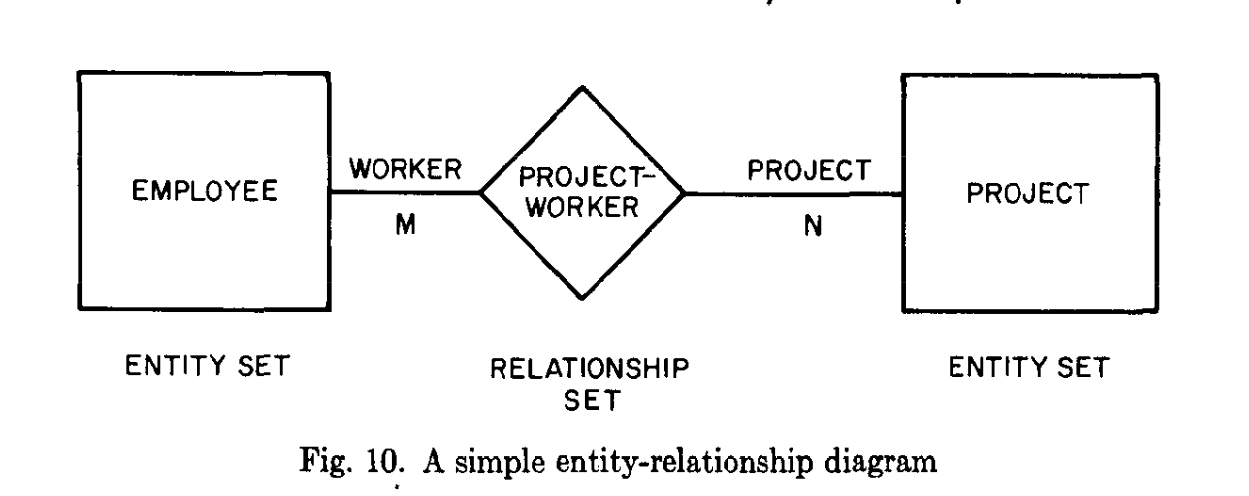 EMPLOYEE
WORKER
M
PROJECT-
WORKER
PROJECT
N
PROJECT
ENTITY SET
RELATIONSHIP
SET
ENTITY SET
Fig. 10. A simple entity-relationship diagram